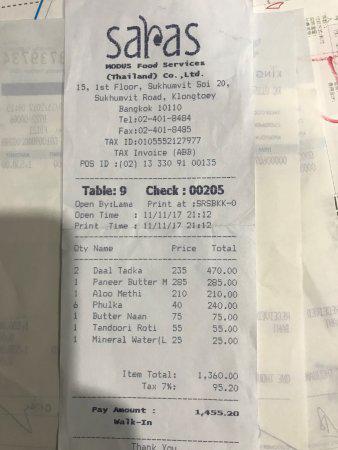 saras
MODUS Food Services
(Thailand) Co.,Ltd.
15, 1st Floor, Sukhumvit Soi 20,
Sukhumvit Road, Klongtoey
Bangkok 10110
Tel:02-401-8484
Fax:02-401-8485
TAX ID:0105552127977
TAX Invoice (ABB)
POS ID :(02) 13 330 91 00135
Table: 9 Check : 00205
Open By:Lama Print at :SRSBKK-0
Open Time : 11/11/17 21:12
Print Time : 11/11/17 21:12
Qty Name Price Total
2 Daal Tadka 235 470.00
1 Paneer Butter M 285 285.00
1 Aloo Methi 210 210.00
6 Phulka 40 240.00
1 Butter Naan 75 75.00
1 Tandoori Roti 55 55.00
1 Mineral Water(L 25 25.00
Item Total: 1,360.00
Tax 7%: 95.20
Pay Amount : 1,455.20
Walk-In
Thank You